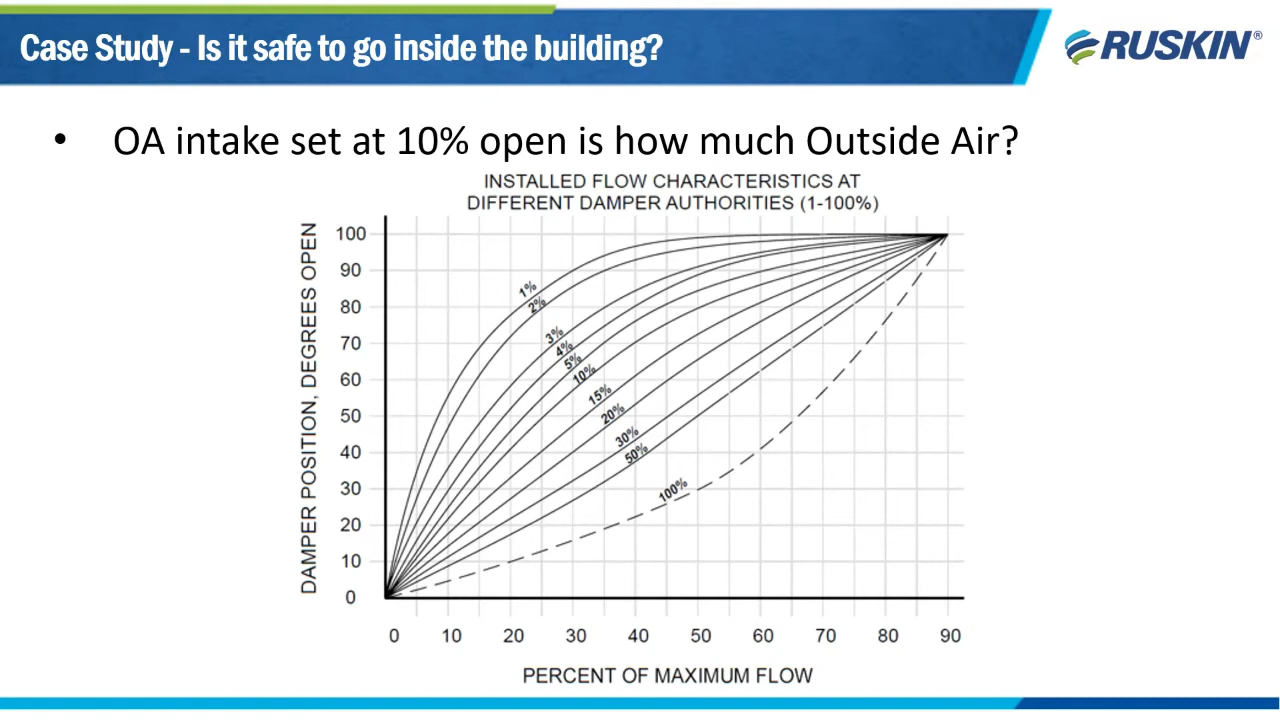 Case Study - Is it safe to go inside the building?
RUSKIN®
• OA intake set at 10% open is how much Outside Air?
INSTALLED FLOW CHARACTERISTICS AT
DIFFERENT DAMPER AUTHORITIES (1-100%)
DAMPER POSITION, DEGREES OPEN
100
90
80
70
60
50
40
30
20
10
0
1%
2%
3%
4%
5%
10%
15%
20%
30%
50%
100%
0 10 20 30 40 50 60 70 80 90
PERCENT OF MAXIMUM FLOW